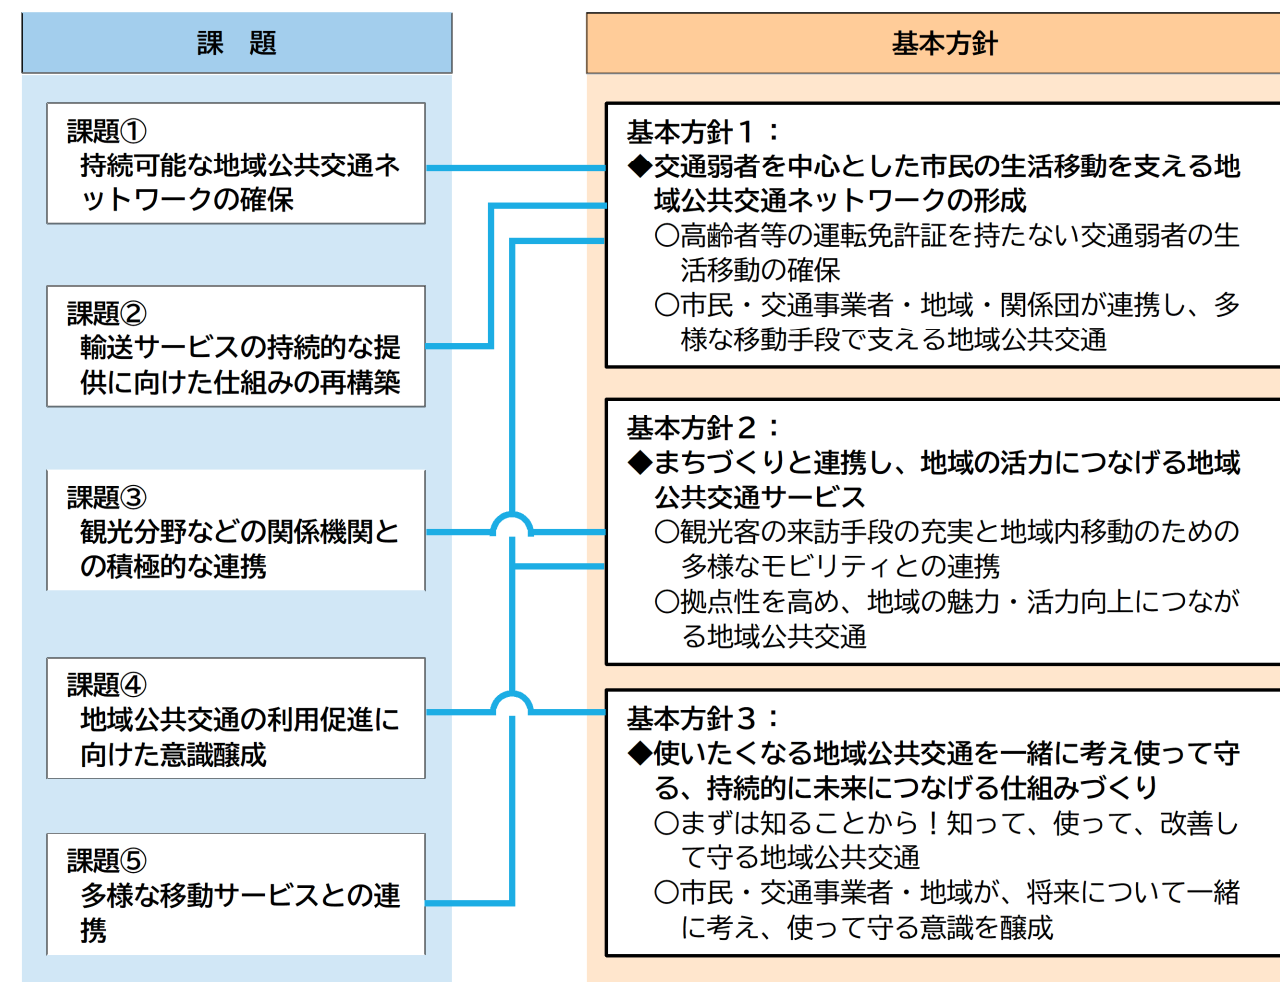 課　題
課題①
持続可能な地域公共交通ネ
ットワークの確保
課題②
輸送サービスの持続的な提
供に向けた仕組みの再構築
課題③
観光分野などの関係機関と
の積極的な連携
課題④
地域公共交通の利用促進に
向けた意識醸成
課題⑤
多様な移動サービスとの連
携
基本方針
基本方針１：
◆交通弱者を中心とした市民の生活移動を支える地
域公共交通ネットワークの形成
〇高齢者等の運転免許証を持たない交通弱者の生
活移動の確保
〇市民・交通事業者・地域・関係団が連携し、多
様な移動手段で支える地域公共交通
基本方針２：
◆まちづくりと連携し、地域の活力につなげる地域
公共交通サービス
〇観光客の来訪手段の充実と地域内移動のための
多様なモビリティとの連携
〇拠点性を高め、地域の魅力・活力向上につなが
る地域公共交通
基本方針３：
◆使いたくなる地域公共交通を一緒に考え使って守
る、持続的に未来につなげる仕組みづくり
〇まずは知ることから！知って、使って、改善し
て守る地域公共交通
〇市民・交通事業者・地域が、将来について一緒
に考え、使って守る意識を醸成